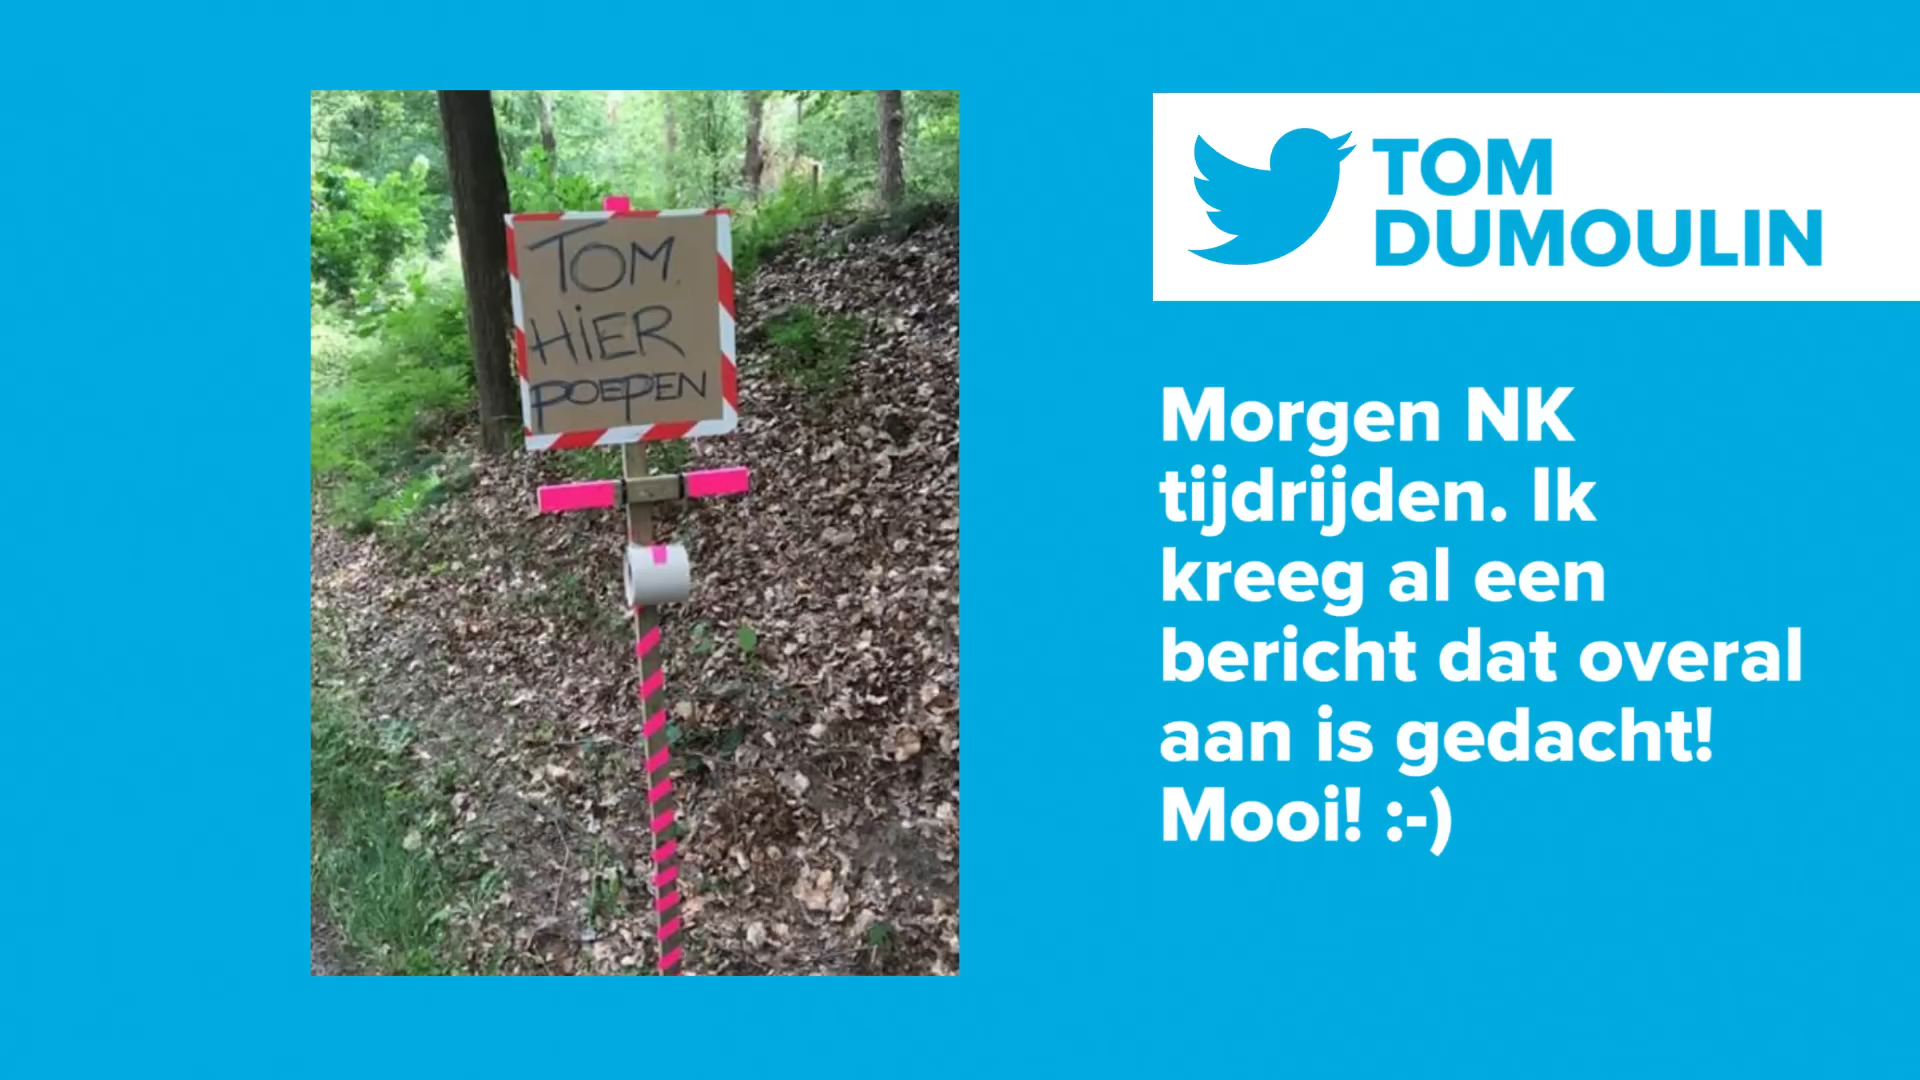 TOM
HIER
POEPEN
TOM
DUMOULIN
Morgen NK
tijdrijden. Ik
kreeg al een
bericht dat overal
aan is gedacht!
Mooi! :-)